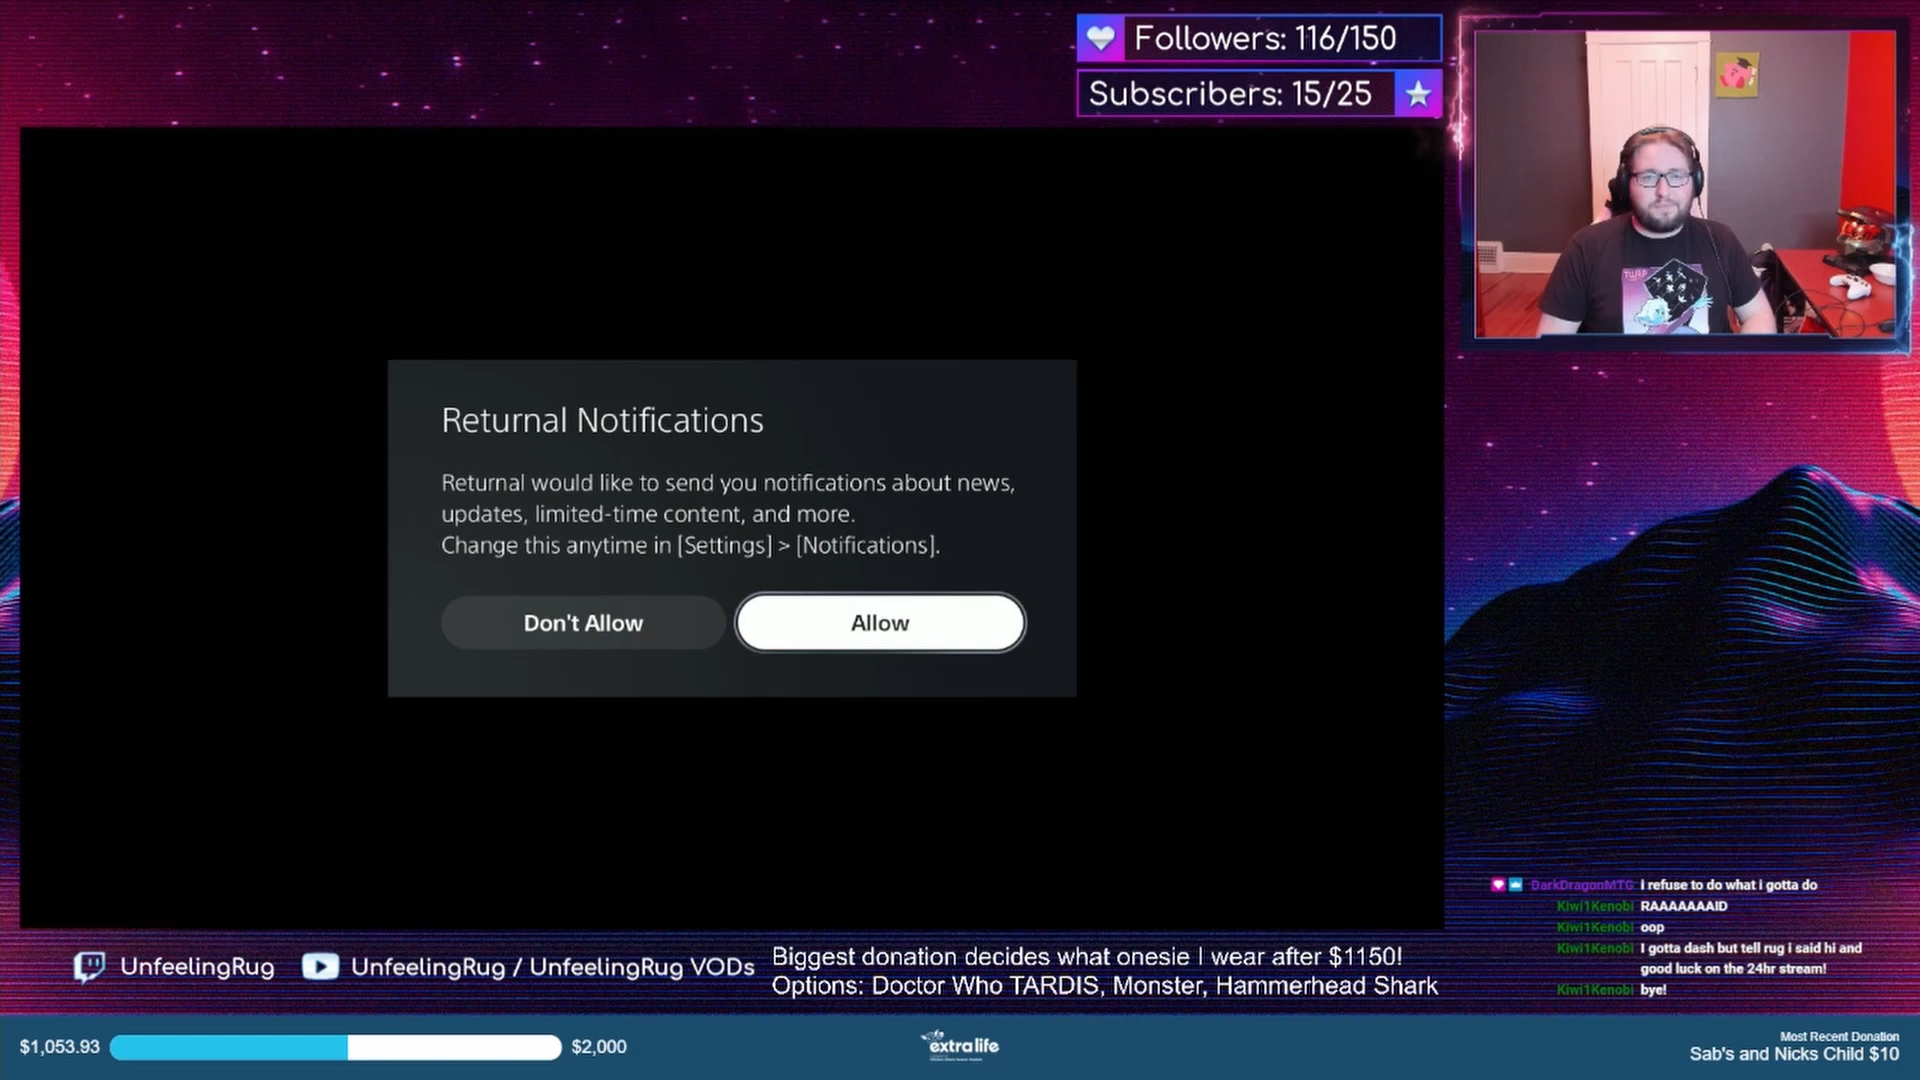 Followers: 116/150
Subscribers: 15/25
TWRP
Returnal Notifications
Returnal would like to send you notifications about news,
updates, limited-time content, and more.
Change this anytime in [Settings] > [Notifications].
Don't Allow
Allow
DarkDragonMTG I refuse to do what i gotta do
Kiwi1Kenobi RAAAAAAAID
Kiwi1Kenobi oop
Kiwi1Kenobi I gotta dash but tell rug i said hi and
good luck on the 24hr stream!
Kiwi1Kenobi bye!
UnfeelingRug
UnfeelingRug / UnfeelingRug VODs
Biggest donation decides what onesie I wear after $1150!
Options: Doctor Who TARDIS, Monster, Hammerhead Shark
$1,053.93
$2,000
extralife
Most Recent Donation
Sab's and Nicks Child $10